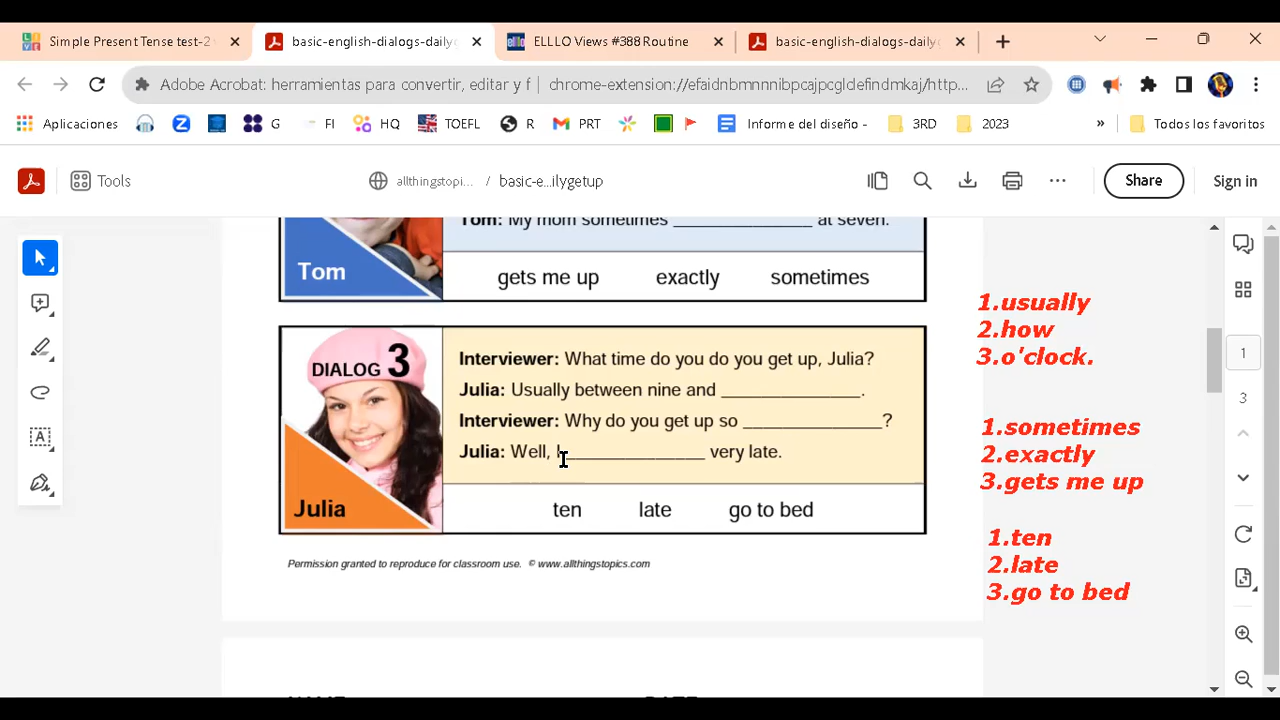 Simple Present Tense test-2
basic-english-dialogs-daily
ELLLO Views #388 Routine
basic-english-dialogs-daily
Adobe Acrobat: herramientas para convertir, editar y f | chrome-extension://efaidnbmnnnibpcajpcglclefindmkaj/http...
Aplicaciones
G
FI
HQ
TOEFL
R
PRT
Informe del diseño -
3RD
2023
»
Todos los favoritos
Tools
allthingstopi... / basic-e...ilygetup
Share
Sign in
Tom: My mom sometimes _______________ at seven.
Tom
gets me up exactly sometimes
DIALOG 3
Interviewer: What time do you do you get up, Julia?
Julia: Usually between nine and _______________.
Interviewer: Why do you get up so _______________?
Julia: Well, I _______________ very late.
Julia
ten late go to bed
Permission granted to reproduce for classroom use. © www.allthingstopics.com
1.usually
2.how
3.o'clock.
1.sometimes
2.exactly
3.gets me up
1.ten
2.late
3.go to bed
1
3